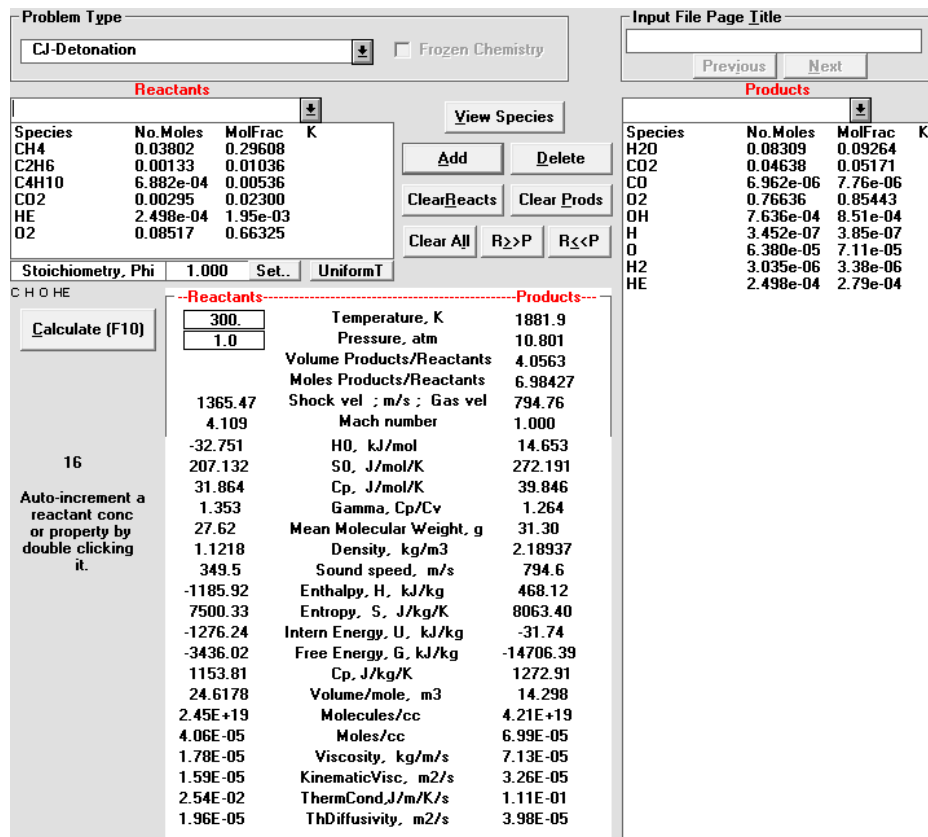 Problem Type
CJ-Detonation
Frozen Chemistry
Input File Page Title
Previous Next
Reactants
Species No.Moles MolFrac K
CH4 0.03802 0.29608
C2H6 0.00133 0.01036
C4H10 6.882e-04 0.00536
CO2 0.00295 0.02300
HE 2.498e-04 1.95e-03
O2 0.08517 0.66325
Stoichiometry, Phi 1.000 Set.. UniformT
View Species
Add Delete
ClearReacts Clear Prods
Clear All R>>P R<<P
Products
Species No.Moles MolFrac K
H2O 0.08309 0.09264
CO2 0.04638 0.05171
CO 6.962e-06 7.76e-06
O2 0.76636 0.85443
OH 7.636e-04 8.51e-04
H 3.452e-07 3.85e-07
O 6.380e-05 7.11e-05
H2 3.035e-06 3.38e-06
HE 2.498e-04 2.79e-04
C H O HE
Calculate (F10)
16
Auto-increment a
reactant conc
or property by
double clicking
it.
--Reactants-----------------------------------------------Products---
300. Temperature, K 1881.9
1.0 Pressure, atm 10.801
Volume Products/Reactants 4.0563
Moles Products/Reactants 6.98427
1365.47 Shock vel ; m/s ; Gas vel 794.76
4.109 Mach number 1.000
-32.751 H0, kJ/mol 14.653
207.132 S0, J/mol/K 272.191
31.864 Cp, J/mol/K 39.846
1.353 Gamma, Cp/Cv 1.264
27.62 Mean Molecular Weight, g 31.30
1.1218 Density, kg/m3 2.18937
349.5 Sound speed, m/s 794.6
-1185.92 Enthalpy, H, kJ/kg 468.12
7500.33 Entropy, S, J/kg/K 8063.40
-1276.24 Intern Energy, U, kJ/kg -31.74
-3436.02 Free Energy, G, kJ/kg -14706.39
1153.81 Cp, J/kg/K 1272.91
24.6178 Volume/mole, m3 14.298
2.45E+19 Molecules/cc 4.21E+19
4.06E-05 Moles/cc 6.99E-05
1.78E-05 Viscosity, kg/m/s 7.13E-05
1.59E-05 KinematicVisc, m2/s 3.26E-05
2.54E-02 ThermCond,J/m/K/s 1.11E-01
1.96E-05 ThDiffusivity, m2/s 3.98E-05